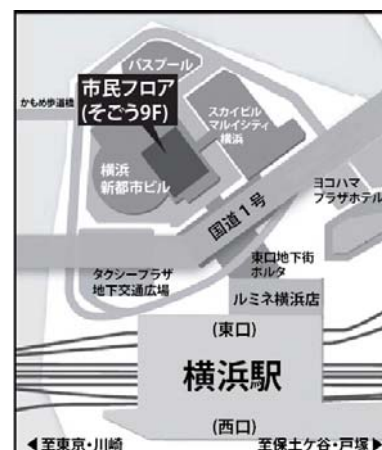 バスプール
市民フロア
(そごう9F)
かもめ歩道橋
スカイビル
マルイシティ
横浜
横浜
新都市ビル
ヨコハマ
プラザホテル
国道1号
東口地下街
ポルタ
タクシープラザ
地下交通広場
ルミネ横浜店
(東口)
横浜駅
(西口)
◀至東京・川崎
至保土ケ谷・戸塚▶